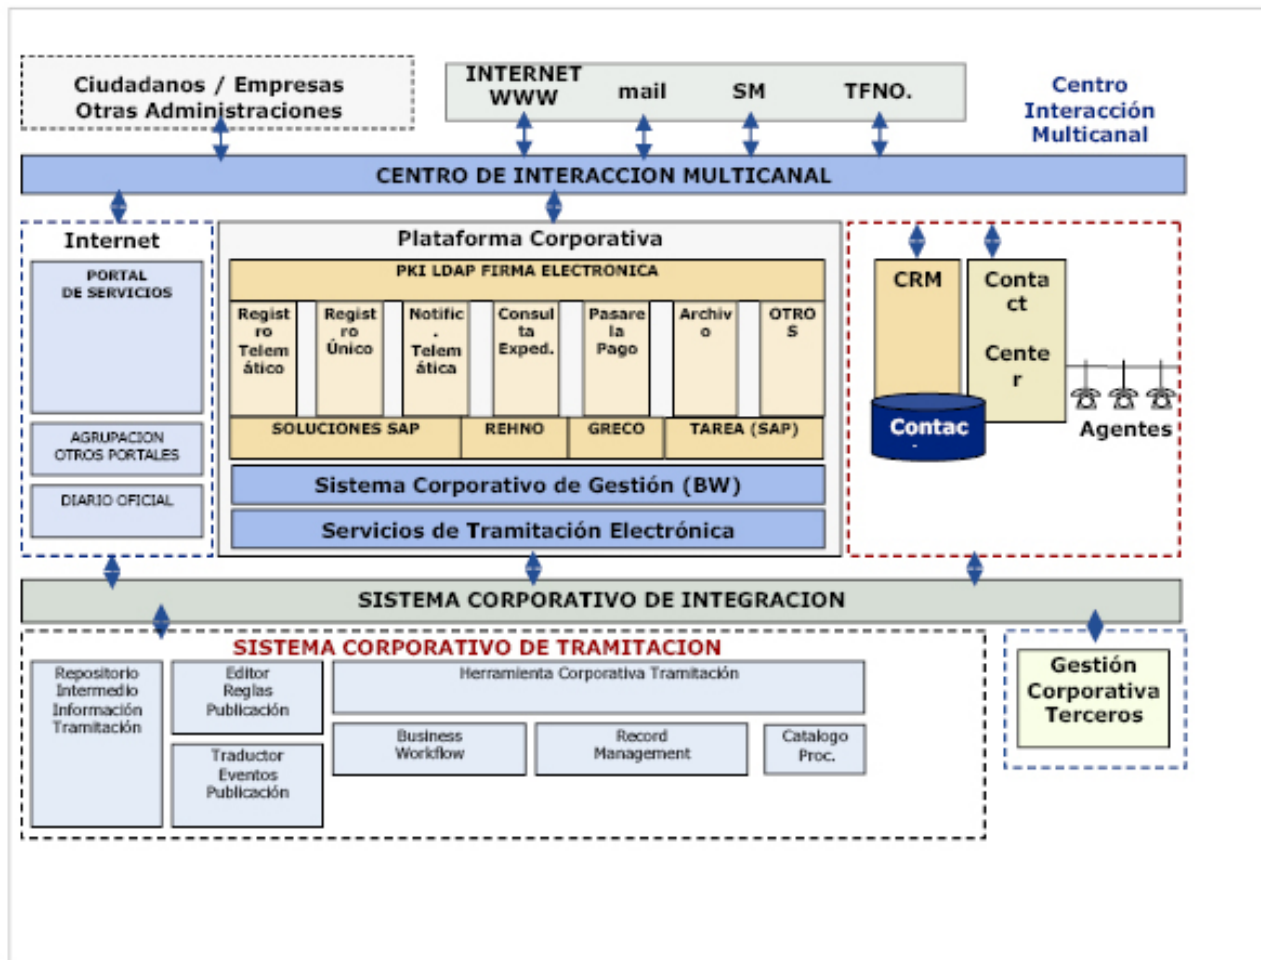 Ciudadanos / Empresas
Otras Administraciones
INTERNET
WWW
mail
SM
TFNO.
Centro
Interacción
Multicanal
CENTRO DE INTERACCION MULTICANAL
Internet
PORTAL
DE SERVICIOS
AGRUPACION
OTROS PORTALES
DIARIO OFICIAL
Plataforma Corporativa
PKI LDAP FIRMA ELECTRONICA
Regist
ro
Telem
ático
Regist
ro
Único
Notific
.
Telem
ática
Consul
ta
Exped.
Pasare
la
Pago
Archiv
o
OTRO
S
SOLUCIONES SAP
REHNO
GRECO
TAREA (SAP)
Sistema Corporativo de Gestión (BW)
Servicios de Tramitación Electrónica
CRM
Conta
ct
Cente
r
Contac
.
Agentes
SISTEMA CORPORATIVO DE INTEGRACION
SISTEMA CORPORATIVO DE TRAMITACION
Repositorio
Intermedio
Información
Tramitación
Editor
Reglas
Publicación
Traductor
Eventos
Publicación
Herramienta Corporativa Tramitación
Business
Workflow
Record
Management
Catalogo
Proc.
Gestión
Corporativa
Terceros